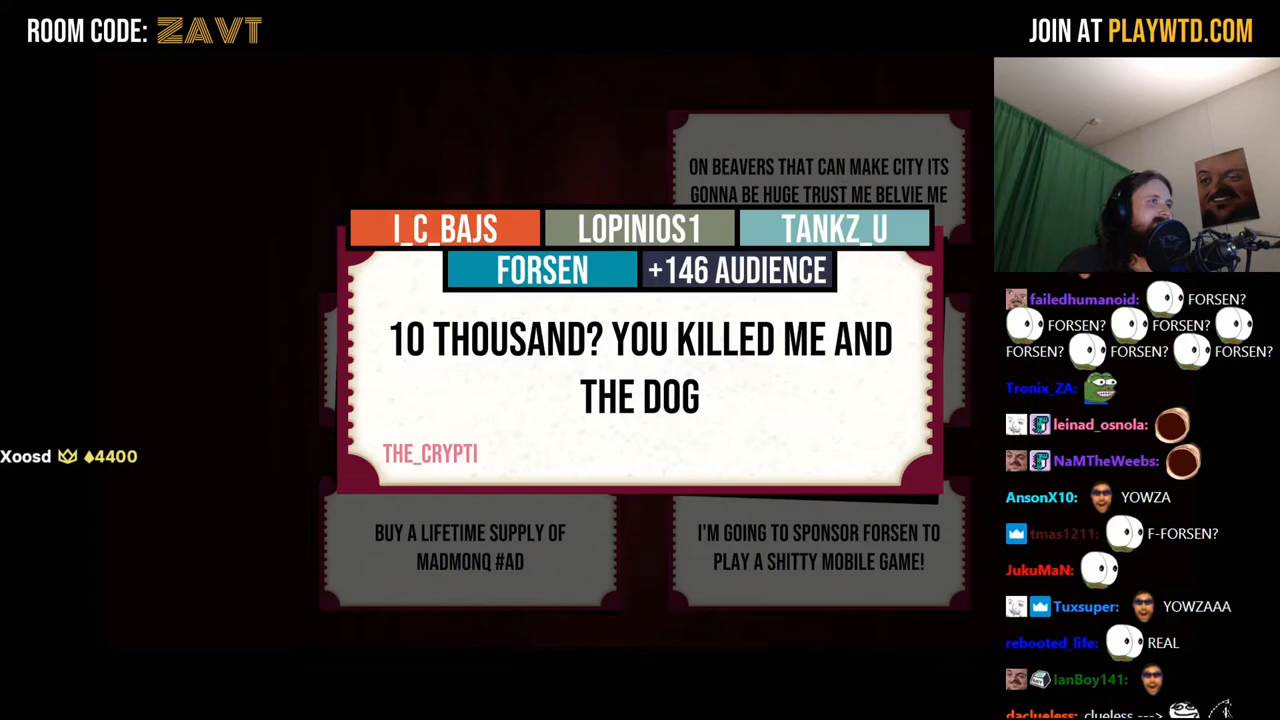 ROOM CODE: ZAVT
JOIN AT PLAYWTD.COM
ON BEAVERS THAT CAN MAKE CITY ITS
GONNA BE HUGE TRUST ME BELVIE ME
I_C_BAJS
LOPINIOS1
TANKZ_U
FORSEN
+146 AUDIENCE
10 THOUSAND? YOU KILLED ME AND
THE DOG
THE_CRYPTI
Xoosd 4400
BUY A LIFETIME SUPPLY OF
MADMONQ #AD
I'M GOING TO SPONSOR FORSEN TO
PLAY A SHITTY MOBILE GAME!
failedhumanoid: FORSEN?
FORSEN? FORSEN?
FORSEN? FORSEN? FORSEN?
Tronix_ZA:
leinad_osnola:
NaMTheWeebs:
AnsonX10: YOWZA
tmas1211: F-FORSEN?
JukuMaN:
Tuxsuper: YOWZAAA
rebooted_life: REAL
IanBoy141:
daclueless: clueless --->